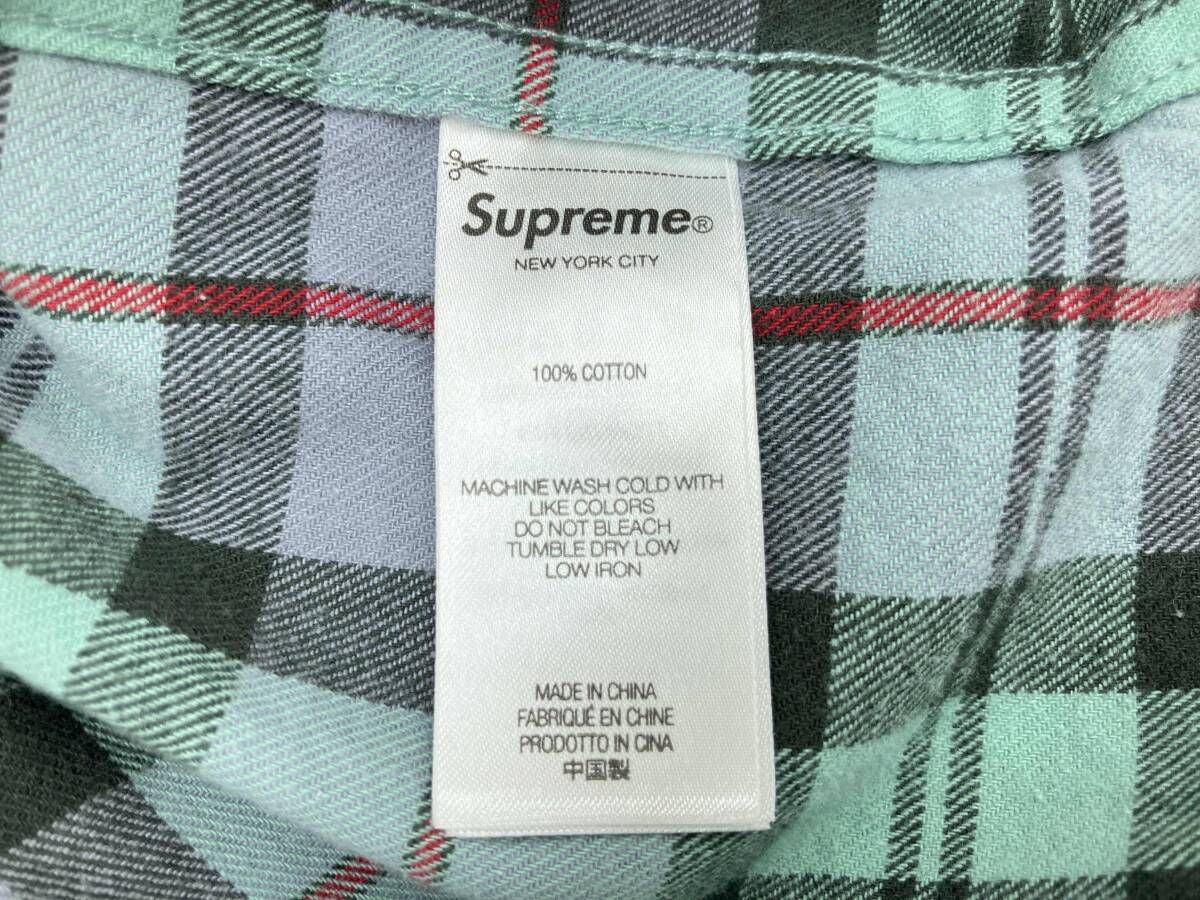 Supreme®
NEW YORK CITY
100% COTTON
MACHINE WASH COLD WITH
LIKE COLORS
DO NOT BLEACH
TUMBLE DRY LOW
LOW IRON
MADE IN CHINA
FABRIQUÉ EN CHINE
PRODOTTO IN CINA
中国製